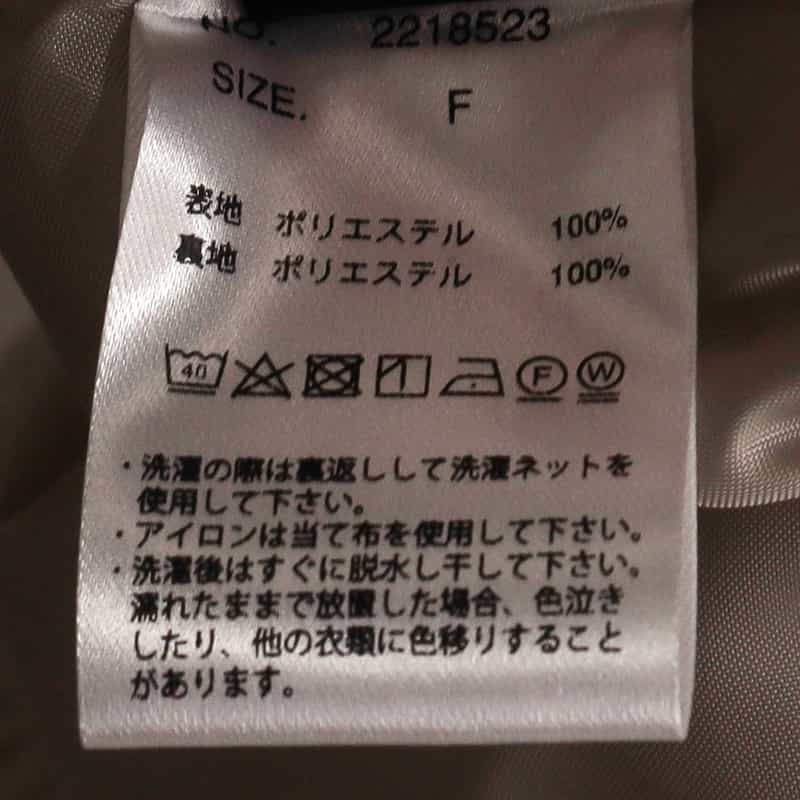 NO. 2218523
SIZE. F
表地 ポリエステル 100%
裏地 ポリエステル 100%
40 F W
・洗濯の際は裏返しして洗濯ネットを
使用して下さい。
・アイロンは当て布を使用して下さい。
・洗濯後はすぐに脱水し干して下さい。
濡れたままで放置した場合、色泣き
したり、他の衣類に色移りすること
があります。